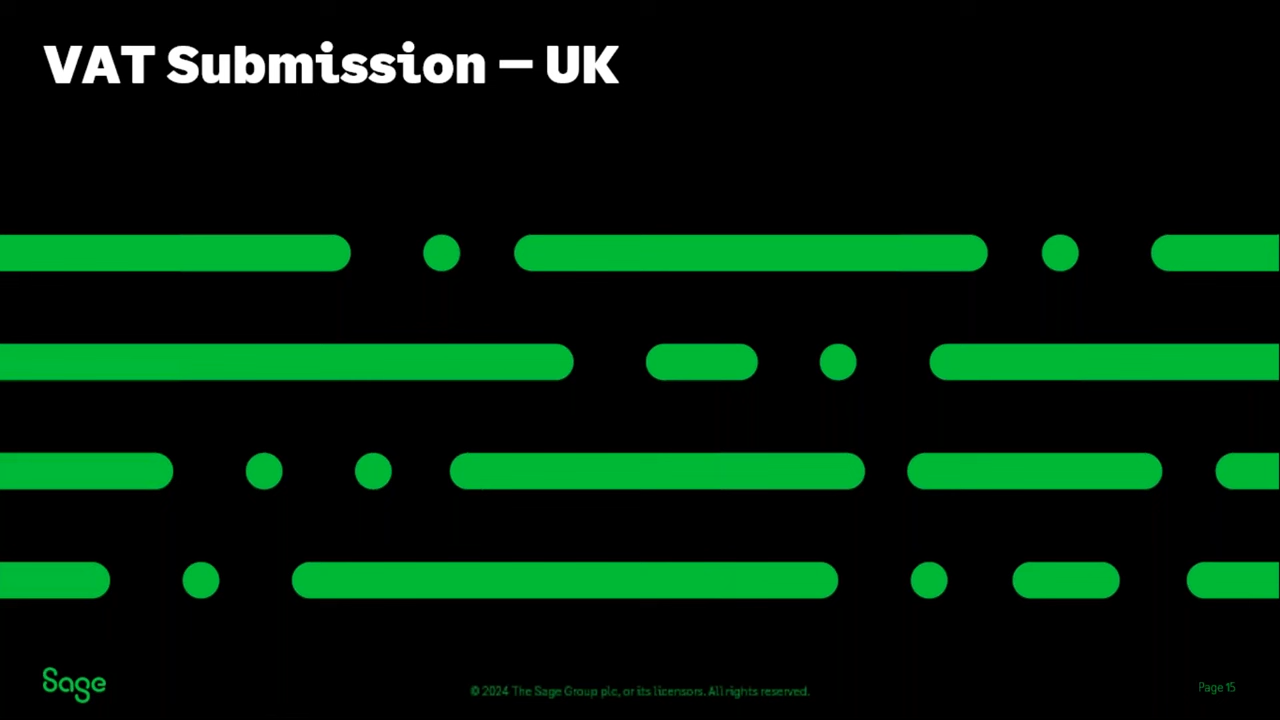 VAT Submission – UK
Sage
© 2024 The Sage Group plc, or its licensors. All rights reserved.
Page 15